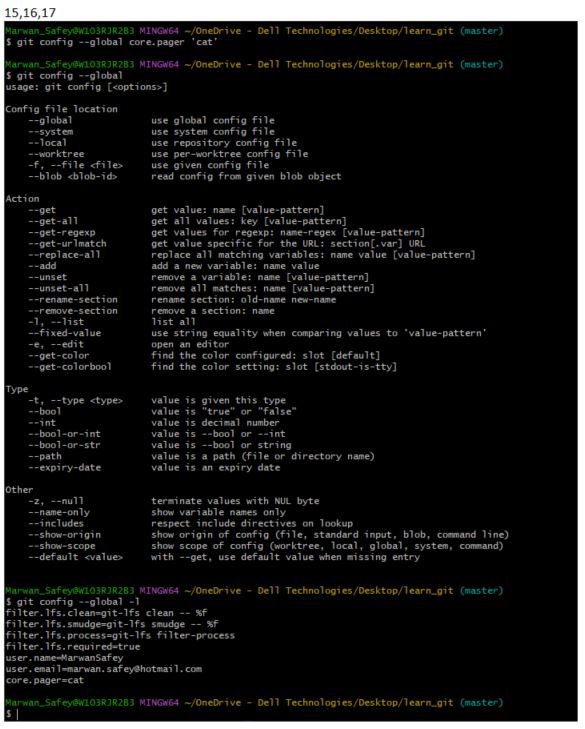 15,16,17
Marwan_Safey@W103RJR2B3 MINGW64 ~/OneDrive - Dell Technologies/Desktop/learn_git (master)
$ git config --global core.pager 'cat'
Marwan_Safey@W103RJR2B3 MINGW64 ~/OneDrive - Dell Technologies/Desktop/learn_git (master)
$ git config --global
usage: git config [<options>]
Config file location
--global use global config file
--system use system config file
--local use repository config file
--worktree use per-worktree config file
-f, --file <file> use given config file
--blob <blob-id> read config from given blob object
Action
--get get value: name [value-pattern]
--get-all get all values: key [value-pattern]
--get-regexp get values for regexp: name-regex [value-pattern]
--get-urlmatch get value specific for the URL: section[.var] URL
--replace-all replace all matching variables: name value [value-pattern]
--add add a new variable: name value
--unset remove a variable: name [value-pattern]
--unset-all remove all matches: name [value-pattern]
--rename-section rename section: old-name new-name
--remove-section remove a section: name
-l, --list list all
--fixed-value use string equality when comparing values to 'value-pattern'
-e, --edit open an editor
--get-color find the color configured: slot [default]
--get-colorbool find the color setting: slot [stdout-is-tty]
Type
-t, --type <type> value is given this type
--bool value is "true" or "false"
--int value is decimal number
--bool-or-int value is --bool or --int
--bool-or-str value is --bool or string
--path value is a path (file or directory name)
--expiry-date value is an expiry date
Other
-z, --null terminate values with NUL byte
--name-only show variable names only
--includes respect include directives on lookup
--show-origin show origin of config (file, standard input, blob, command line)
--show-scope show scope of config (worktree, local, global, system, command)
--default <value> with --get, use default value when missing entry
Marwan_Safey@W103RJR2B3 MINGW64 ~/OneDrive - Dell Technologies/Desktop/learn_git (master)
$ git config --global -l
filter.lfs.clean=git-lfs clean -- %f
filter.lfs.smudge=git-lfs smudge -- %f
filter.lfs.process=git-lfs filter-process
filter.lfs.required=true
user.name=MarwanSafey
user.email=marwan.safey@hotmail.com
core.pager=cat
Marwan_Safey@W103RJR2B3 MINGW64 ~/OneDrive - Dell Technologies/Desktop/learn_git (master)
$